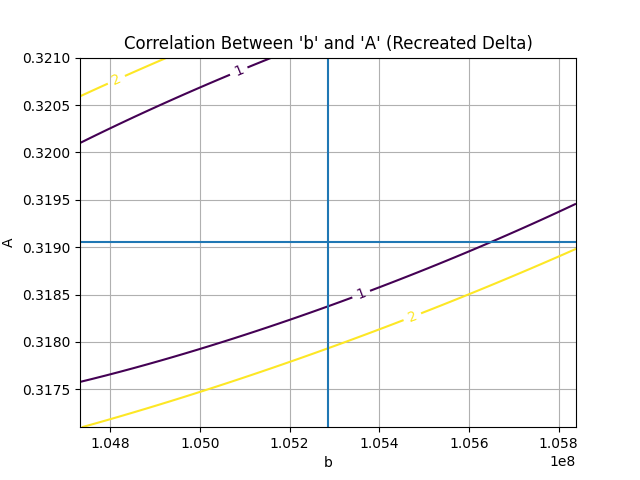 Correlation Between 'b' and 'A' (Recreated Delta)
0.3210
0.3205
0.3200
0.3195
0.3190
0.3185
0.3180
0.3175
A
2
1
1
2
1.048 1.050 1.052 1.054 1.056 1.058
1e8
b